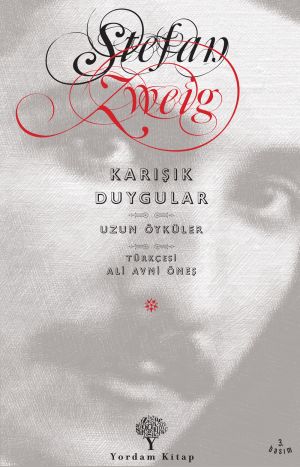 Stefan
Zweig
KARIŞIK
DUYGULAR
UZUN ÖYKÜLER
TÜRKÇESİ
ALİ AVNİ ÖNEŞ
Y
Yordam Kitap
3. basım